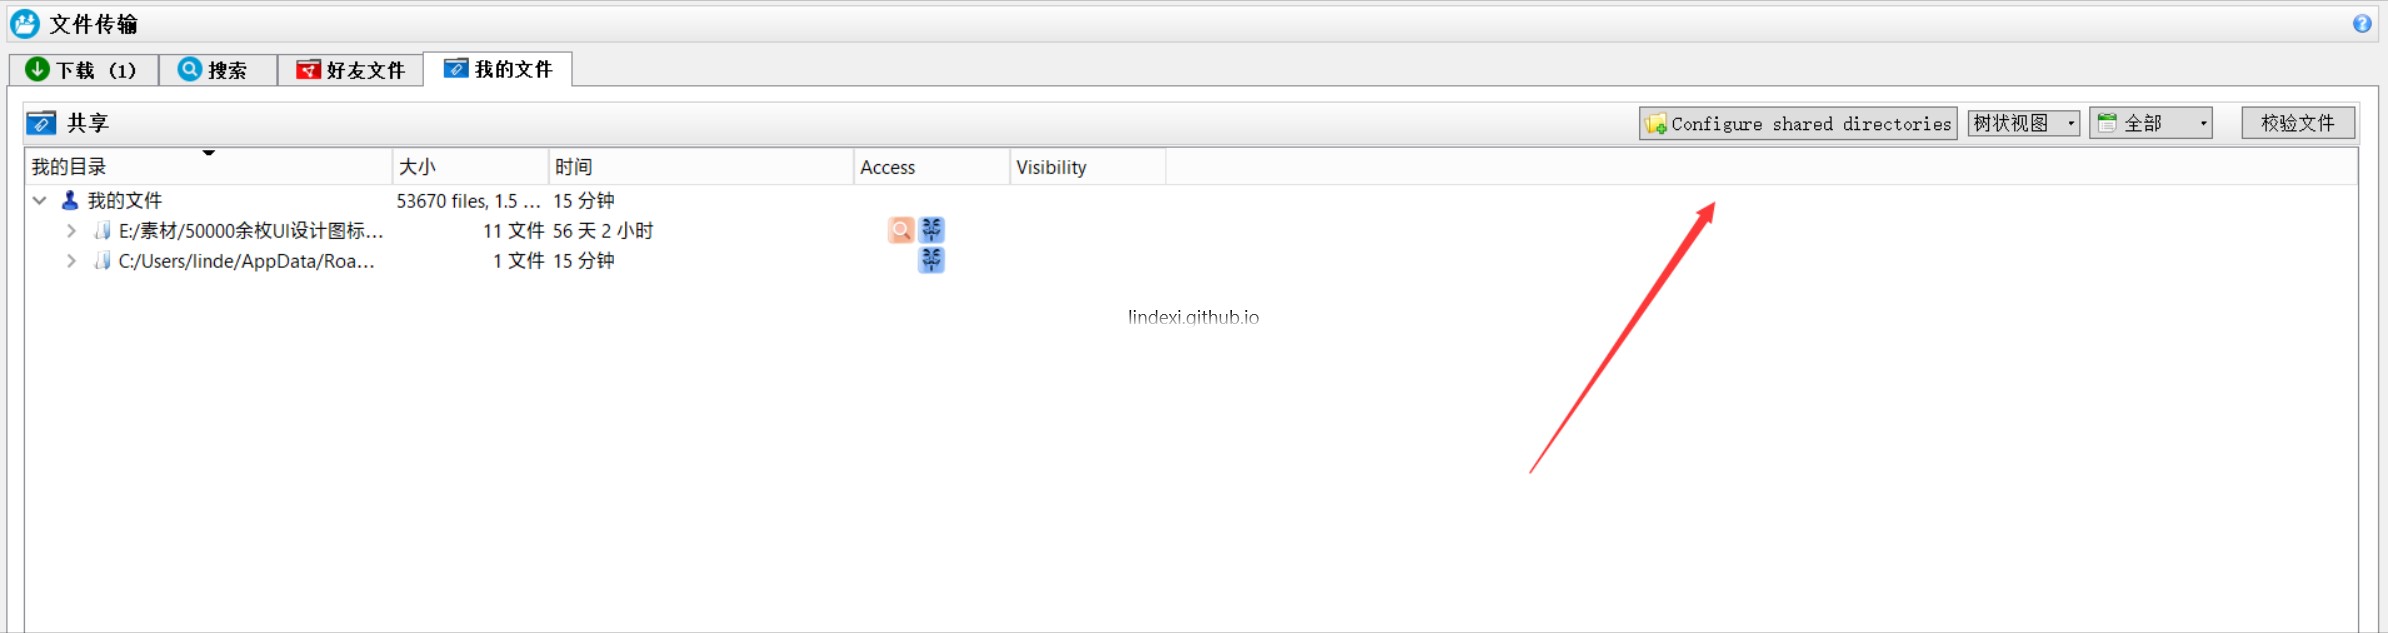 文件传输
下载 (1) 搜索 好友文件 我的文件
共享 Configure shared directories 树状视图 全部 校验文件
我的目录 大小 时间 Access Visibility
我的文件 53670 files, 1.5 ... 15 分钟
E:/素材/50000余枚UI设计图标... 11 文件 56 天 2 小时
C:/Users/linde/AppData/Roa... 1 文件 15 分钟
lindexi.github.io